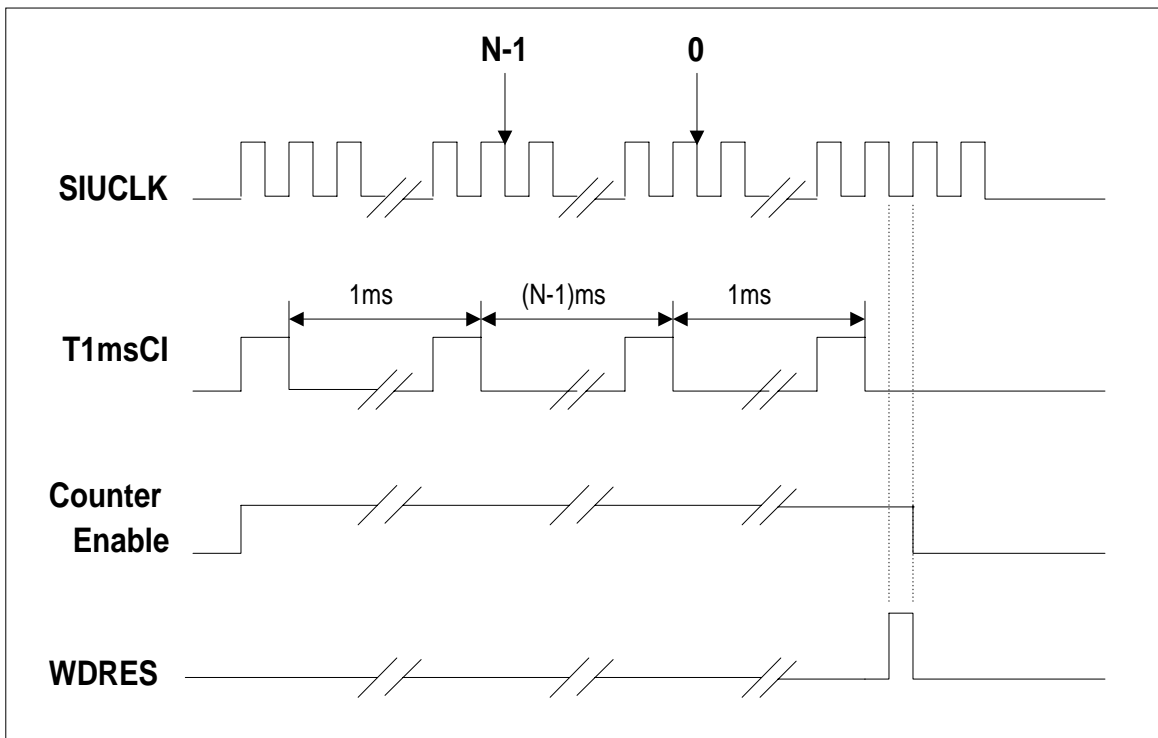 N-1 0
SIUCLK
1ms (N-1)ms 1ms
T1msCI
Counter
Enable
WDRES